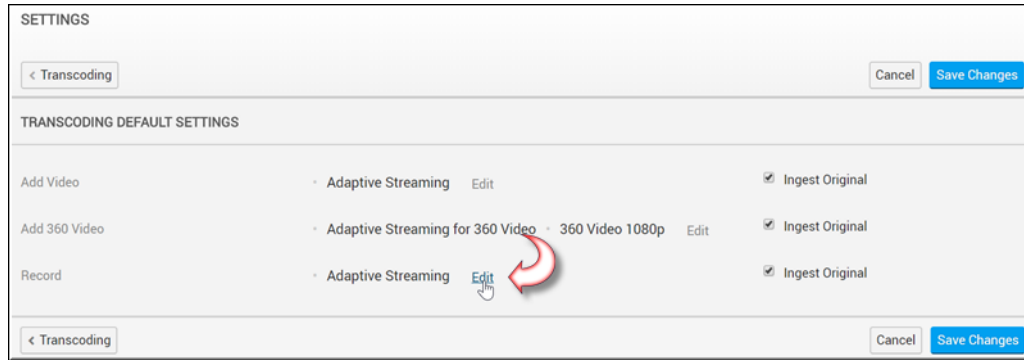 SETTINGS
< Transcoding Cancel Save Changes
TRANSCODING DEFAULT SETTINGS
Add Video • Adaptive Streaming Edit Ingest Original
Add 360 Video • Adaptive Streaming for 360 Video • 360 Video 1080p Edit Ingest Original
Record • Adaptive Streaming Edit Ingest Original
< Transcoding Cancel Save Changes